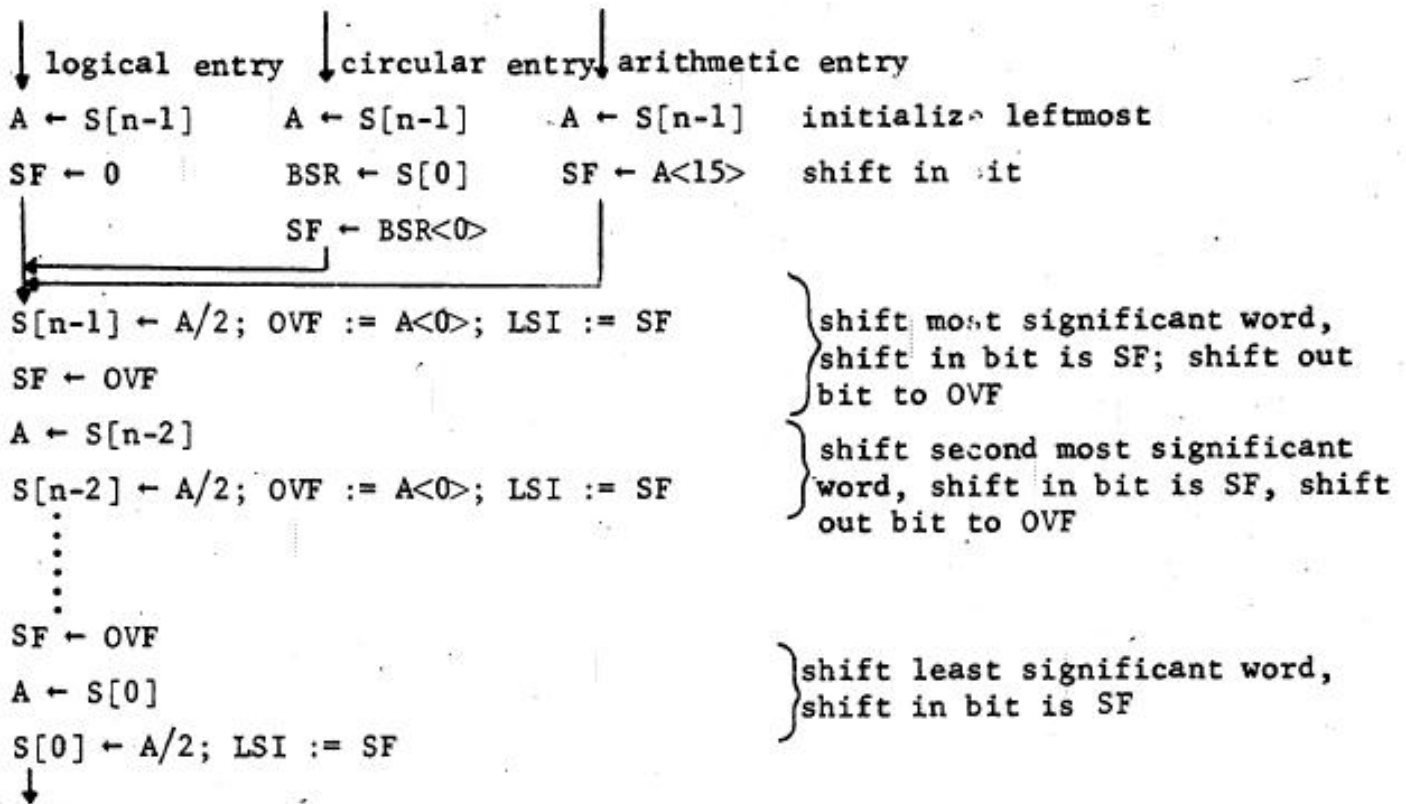 logical entry circular entry arithmetic entry
A ← S[n-1] A ← S[n-1] A ← S[n-1] initialize leftmost
SF ← 0 BSR ← S[0] SF ← A<15> shift in bit
SF ← BSR<0>
S[n-1] ← A/2; OVF := A<0>; LSI := SF
shift most significant word,
shift in bit is SF; shift out
bit to OVF
SF ← OVF
A ← S[n-2]
S[n-2] ← A/2; OVF := A<0>; LSI := SF
shift second most significant
word, shift in bit is SF, shift
out bit to OVF
SF ← OVF
A ← S[0]
S[0] ← A/2; LSI := SF
shift least significant word,
shift in bit is SF